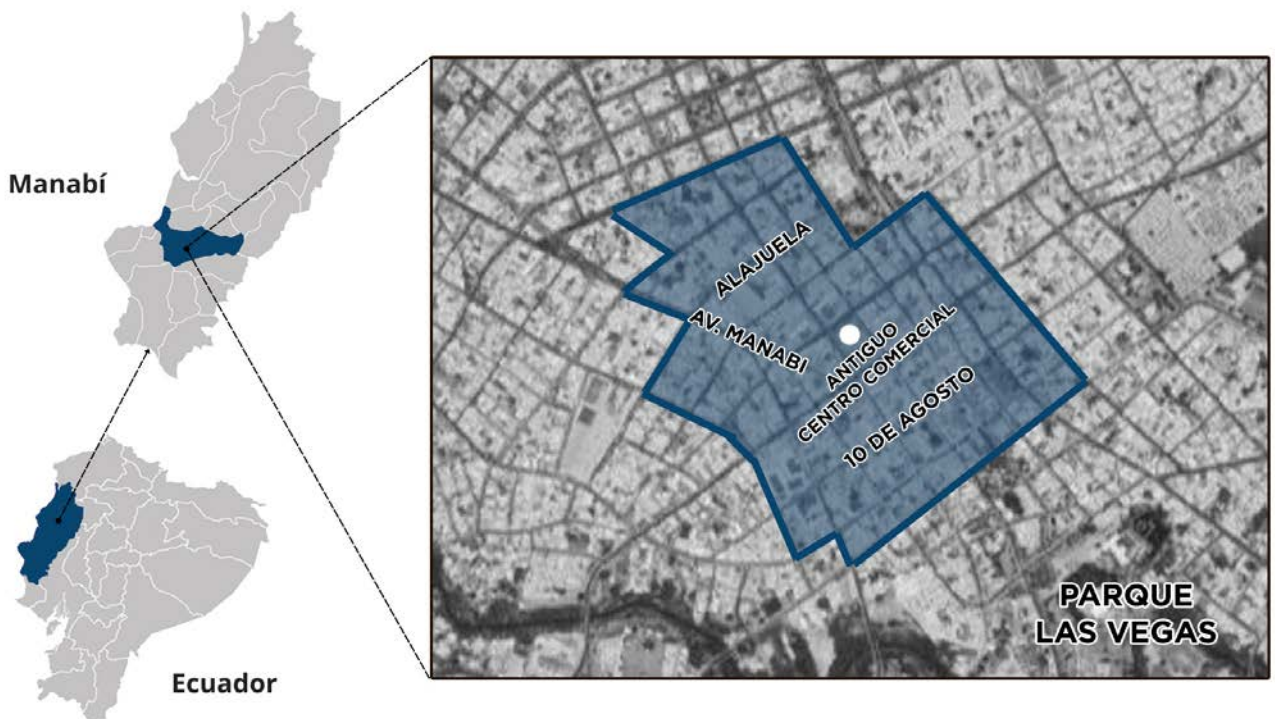 Manabí
Ecuador
ALAJUELA
AV. MANABI
ANTIGUO
CENTRO COMERCIAL
10 DE AGOSTO
PARQUE
LAS VEGAS